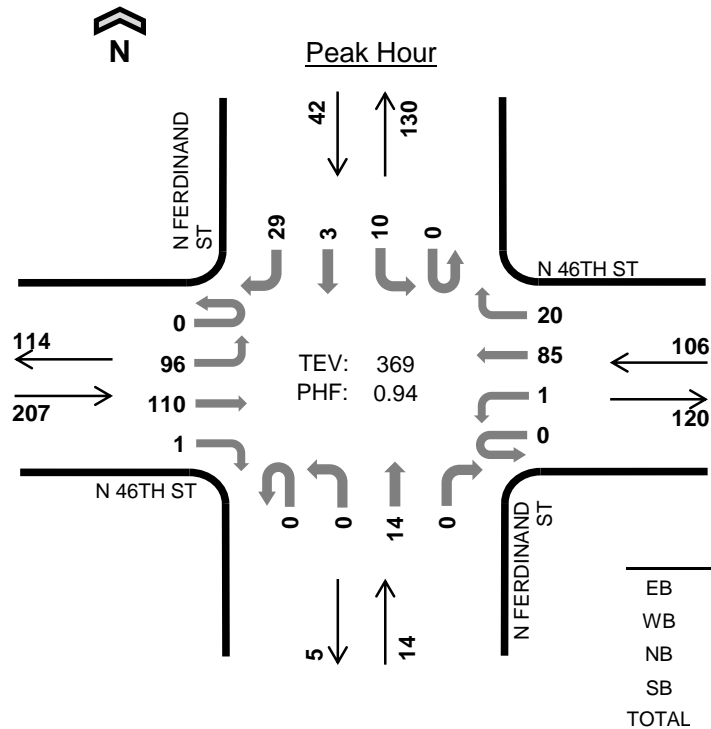 N
Peak Hour
N FERDINAND
ST
42
130
29
3
10
0
N 46TH ST
0
96
110
1
114
207
TEV: 369
PHF: 0.94
20
85
1
0
106
120
N 46TH ST
0
0
14
0
N FERDINAND
ST
5
14
EB
WB
NB
SB
TOTAL